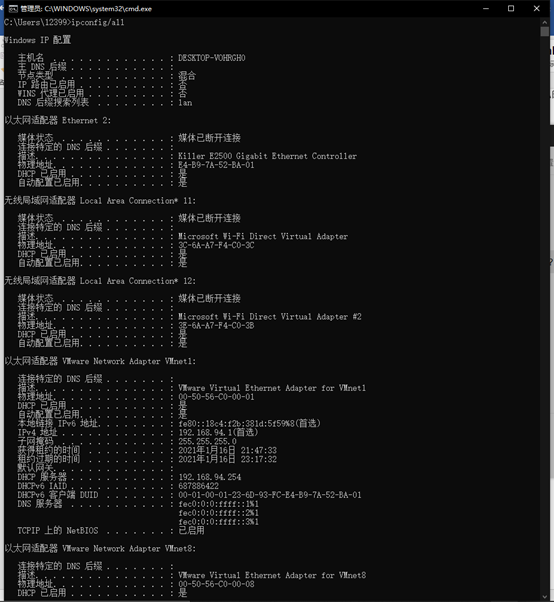 管理员: C:\WINDOWS\system32\cmd.exe
C:\Users\12399>ipconfig/all
Windows IP 配置
主机名 . . . . . . . . . . . . . : DESKTOP-VOHRGH0
主 DNS 后缀 . . . . . . . . . . . :
节点类型 . . . . . . . . . . . . : 混合
IP 路由已启用 . . . . . . . . . . : 否
WINS 代理已启用 . . . . . . . . . : 否
DNS 后缀搜索列表 . . . . . . . . : lan
以太网适配器 Ethernet 2:
媒体状态 . . . . . . . . . . . . : 媒体已断开连接
连接特定的 DNS 后缀 . . . . . . . :
描述. . . . . . . . . . . . . . . : Killer E2500 Gigabit Ethernet Controller
物理地址. . . . . . . . . . . . . : E4-B9-7A-52-BA-01
DHCP 已启用 . . . . . . . . . . . : 是
自动配置已启用. . . . . . . . . . : 是
无线局域网适配器 Local Area Connection* 11:
媒体状态 . . . . . . . . . . . . : 媒体已断开连接
连接特定的 DNS 后缀 . . . . . . . :
描述. . . . . . . . . . . . . . . : Microsoft Wi-Fi Direct Virtual Adapter
物理地址. . . . . . . . . . . . . : 3C-6A-A7-F4-C0-3C
DHCP 已启用 . . . . . . . . . . . : 是
自动配置已启用. . . . . . . . . . : 是
无线局域网适配器 Local Area Connection* 12:
媒体状态 . . . . . . . . . . . . : 媒体已断开连接
连接特定的 DNS 后缀 . . . . . . . :
描述. . . . . . . . . . . . . . . : Microsoft Wi-Fi Direct Virtual Adapter #2
物理地址. . . . . . . . . . . . . : 3E-6A-A7-F4-C0-3B
DHCP 已启用 . . . . . . . . . . . : 是
自动配置已启用. . . . . . . . . . : 是
以太网适配器 VMware Network Adapter VMnet1:
连接特定的 DNS 后缀 . . . . . . . :
描述. . . . . . . . . . . . . . . : VMware Virtual Ethernet Adapter for VMnet1
物理地址. . . . . . . . . . . . . : 00-50-56-C0-00-01
DHCP 已启用 . . . . . . . . . . . : 是
自动配置已启用. . . . . . . . . . : 是
本地链接 IPv6 地址. . . . . . . . : fe80::18c4:f2b:381d:5f59%8(首选)
IPv4 地址 . . . . . . . . . . . . : 192.168.94.1(首选)
子网掩码 . . . . . . . . . . . . : 255.255.255.0
获得租约的时间 . . . . . . . . . : 2021年1月16日 21:47:33
租约过期的时间 . . . . . . . . . : 2021年1月16日 23:17:32
默认网关. . . . . . . . . . . . . :
DHCP 服务器 . . . . . . . . . . . : 192.168.94.254
DHCPv6 IAID . . . . . . . . . . . : 687886422
DHCPv6 客户端 DUID . . . . . . . : 00-01-00-01-23-6D-93-FC-E4-B9-7A-52-BA-01
DNS 服务器 . . . . . . . . . . . : fec0:0:0:ffff::1%1
fec0:0:0:ffff::2%1
fec0:0:0:ffff::3%1
TCPIP 上的 NetBIOS . . . . . . . : 已启用
以太网适配器 VMware Network Adapter VMnet8:
连接特定的 DNS 后缀 . . . . . . . :
描述. . . . . . . . . . . . . . . : VMware Virtual Ethernet Adapter for VMnet8
物理地址. . . . . . . . . . . . . : 00-50-56-C0-00-08
DHCP 已启用 . . . . . . . . . . . : 是